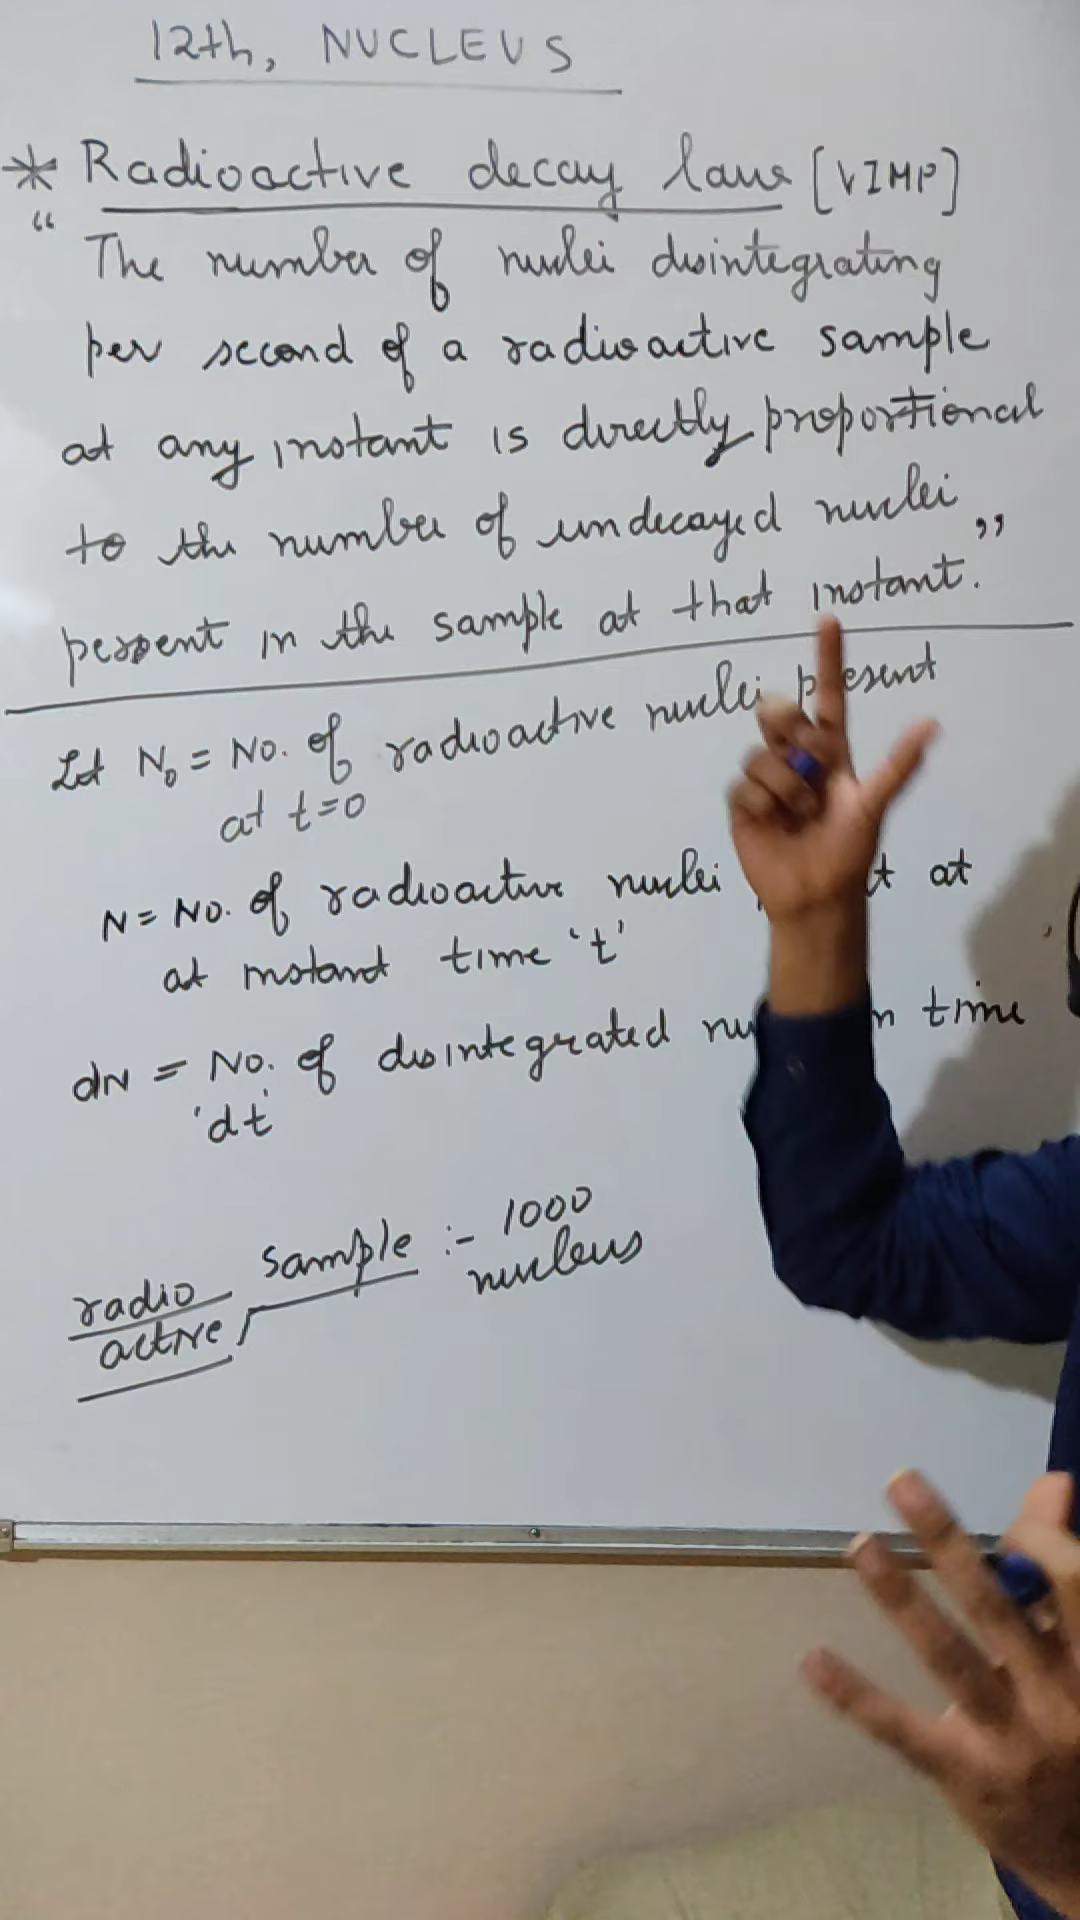 12th, NUCLEUS
* Radioactive decay law [VIMP]
"The number of nuclei disintegrating
per second of a radioactive sample
at any instant is directly proportional
to the number of undecayed nuclei
pesent in the sample at that instant."
Let N₀ = No. of radioactive nuclei present
at t=0
N = No. of radioactive nuclei at
at instant time 't'
dN = No. of disintegrated time
'dt'
radio sample :- 1000
active nucleus